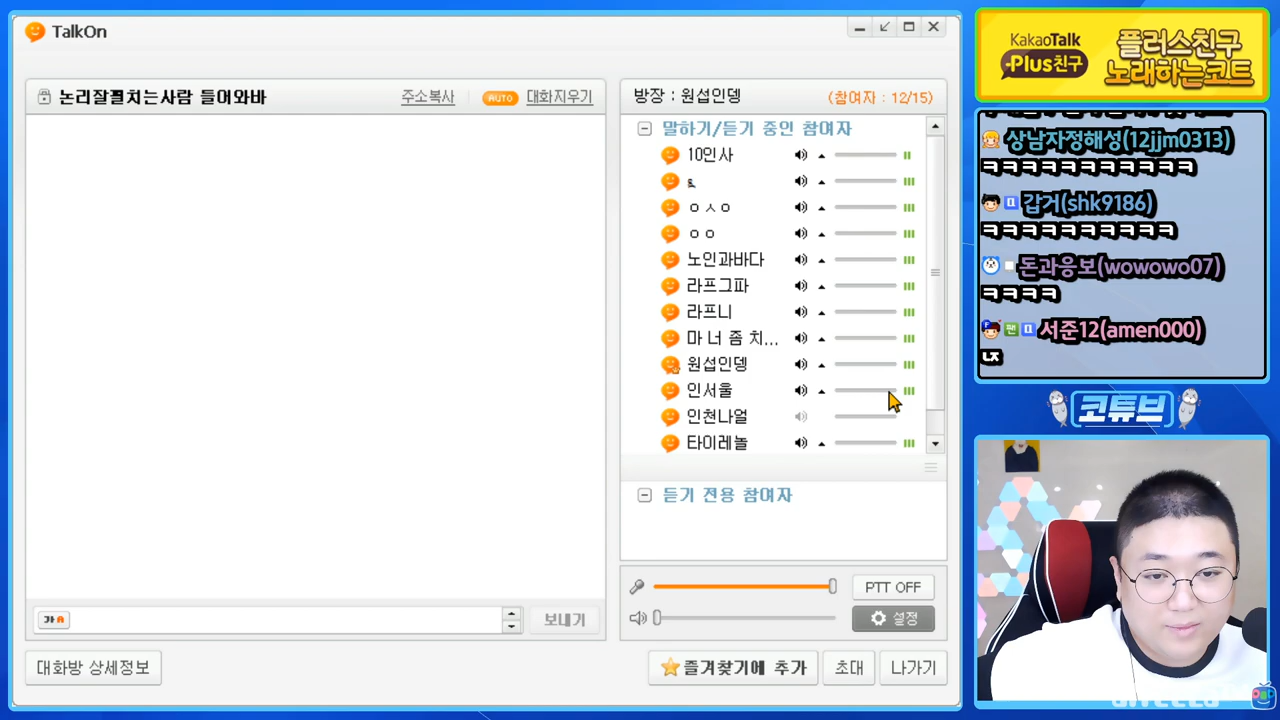 TalkOn
논리잘펼치는사람 들어와바
주소복사
AUTO
대화지우기
방장 : 원섭인뎅
(참여자 : 12/15)
말하기/듣기 중인 참여자
10인사
ㅇㅅㅇ
ㅇㅇ
노인과바다
라프그파
라프니
마 너 좀 치...
원섭인뎅
인서울
인천나얼
타이레놀
듣기 전용 참여자
PTT OFF
설정
가A
보내기
대화방 상세정보
즐겨찾기에 추가
초대
나가기
KakaoTalk
Plus친구
플러스친구
노래하는코트
상남자정해성(12jjm0313)
ㅋㅋㅋㅋㅋㅋㅋㅋㅋㅋㅋ
갑거(shk9186)
ㅋㅋㅋㅋㅋㅋㅋㅋㅋㅋ
돈과응보(wowowo07)
ㅋㅋㅋㅋ
팬
서준12(amen000)
코튜브